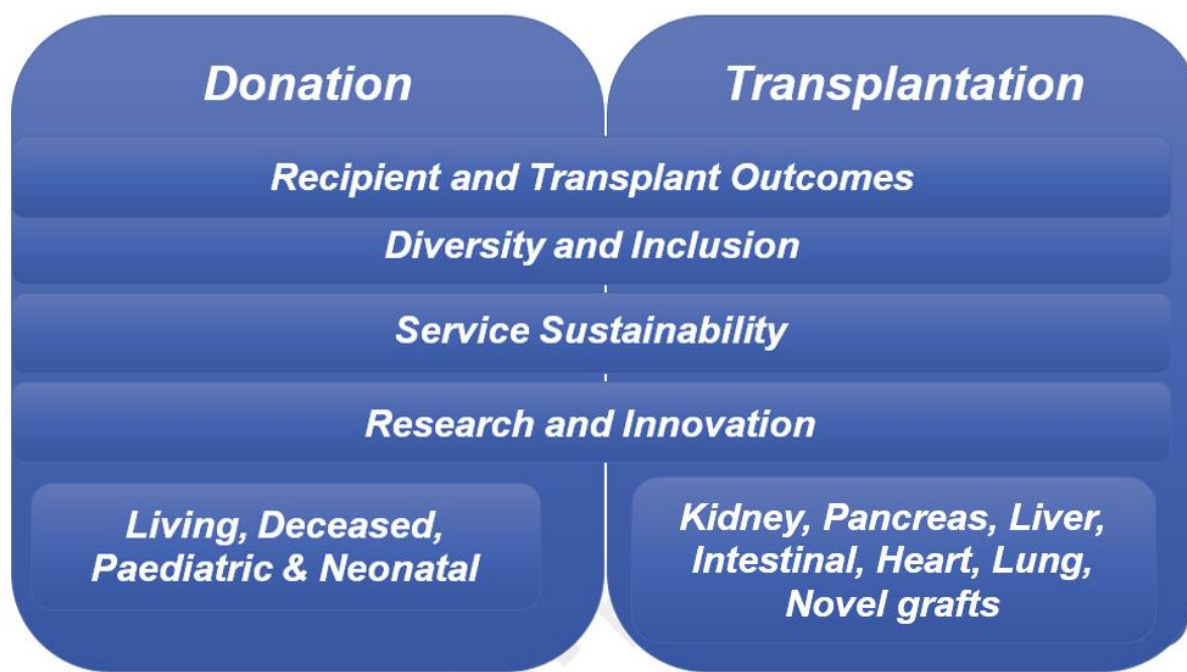 Donation
Transplantation
Recipient and Transplant Outcomes
Diversity and Inclusion
Service Sustainability
Research and Innovation
Living, Deceased,
Paediatric & Neonatal
Kidney, Pancreas, Liver,
Intestinal, Heart, Lung,
Novel grafts